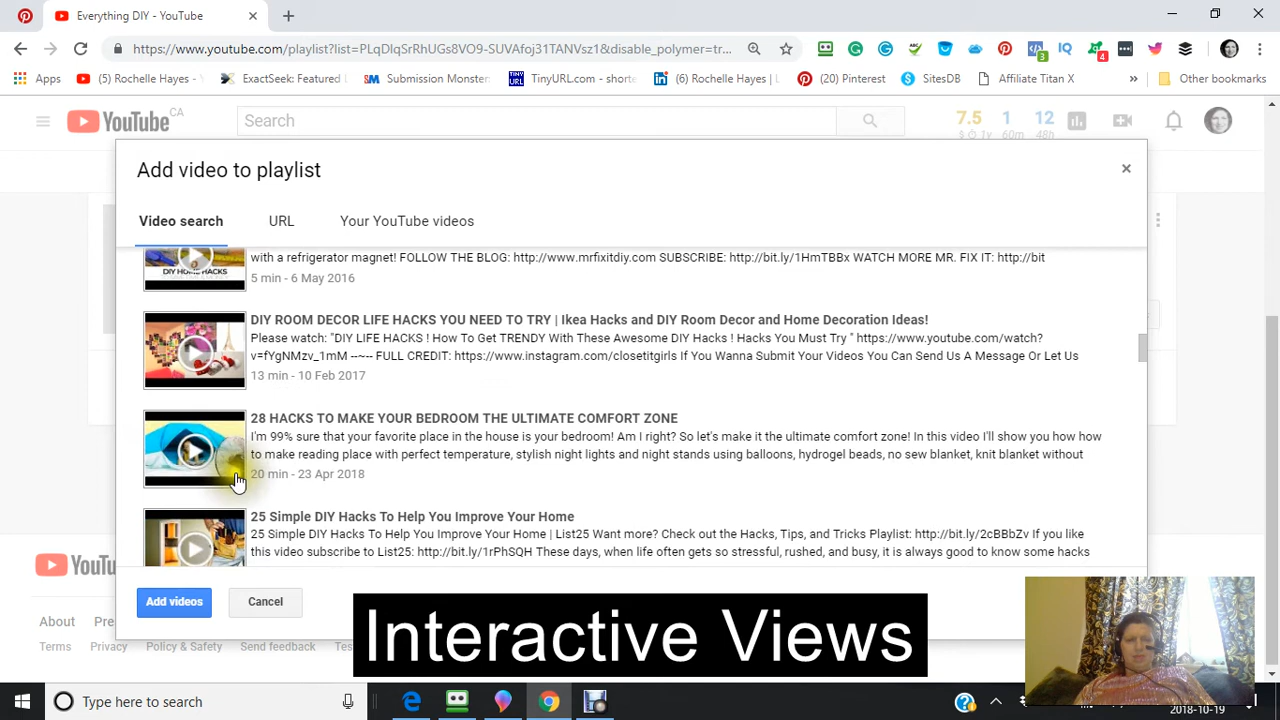 Everything DIY - YouTube
https://www.youtube.com/playlist?list=PLqDlqSrRhUGs8VO9-SUVAfoj31TANVsz1&disable_polymer=tr...
3
4
Apps
(5) Rochelle Hayes -
ExactSeek: Featured
Submission Monster
TinyURL.com - shorte
(6) Rochelle Hayes |
(20) Pinterest
SitesDB
Affiliate Titan X
»
Other bookmarks
YouTube CA
Search
7.5 1 12
$ 1y 60m 48h
Add video to playlist
Video search
URL
Your YouTube videos
with a refrigerator magnet! FOLLOW THE BLOG: http://www.mrfixitdiy.com SUBSCRIBE: http://bit.ly/1HmTBBx WATCH MORE MR. FIX IT: http://bit
DIY HOME HACKS
5 min - 6 May 2016
DIY ROOM DECOR LIFE HACKS YOU NEED TO TRY | Ikea Hacks and DIY Room Decor and Home Decoration Ideas!
Please watch: "DIY LIFE HACKS ! How To Get TRENDY With These Awesome DIY Hacks ! Hacks You Must Try " https://www.youtube.com/watch?
v=fYgNMzv_1mM --~-- FULL CREDIT: https://www.instagram.com/closetitgirls If You Wanna Submit Your Videos You Can Send Us A Message Or Let Us
13 min - 10 Feb 2017
28 HACKS TO MAKE YOUR BEDROOM THE ULTIMATE COMFORT ZONE
I'm 99% sure that your favorite place in the house is your bedroom! Am I right? So let's make it the ultimate comfort zone! In this video I'll show you how how
to make reading place with perfect temperature, stylish night lights and night stands using balloons, hydrogel beads, no sew blanket, knit blanket without
20 min - 23 Apr 2018
25 Simple DIY Hacks To Help You Improve Your Home
25 Simple DIY Hacks To Help You Improve Your Home | List25 Want more? Check out the Hacks, Tips, and Tricks Playlist: http://bit.ly/2cBBbZv If you like
this video subscribe to List25: http://bit.ly/1rPhSQH These days, when life often gets so stressful, rushed, and busy, it is always good to know some hacks
YouTu
Add videos
Cancel
About Pre
Terms Privacy Policy & Safety Send feedback Tes
Interactive Views
Type here to search
2018-10-19